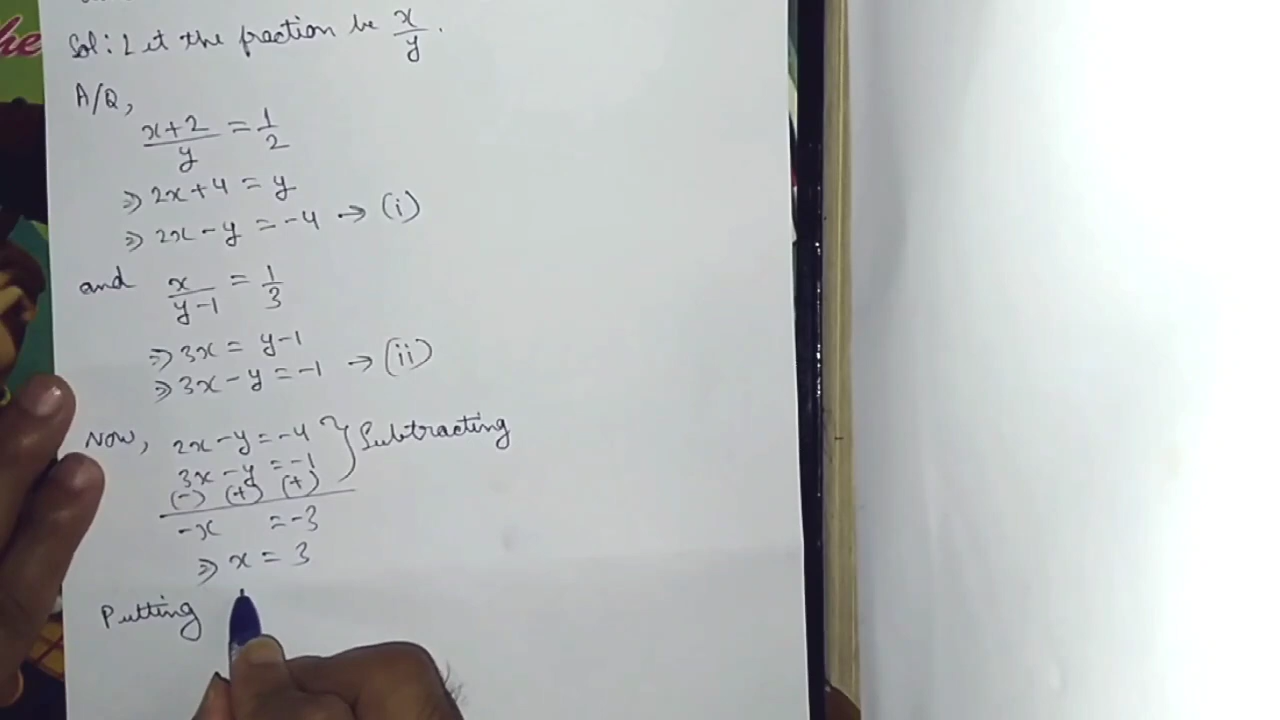 he
Sol: Let the fraction be x/y.
A/Q,
(x+2)/y = 1/2
⇒ 2x+4 = y
⇒ 2x-y = -4 → (i)
and x/(y-1) = 1/3
⇒ 3x = y-1
⇒ 3x-y = -1 → (ii)
Now, 2x-y = -4 } Subtracting
3x-y = -1
(-) (+) (+)
-x = -3
⇒ x = 3
Putting